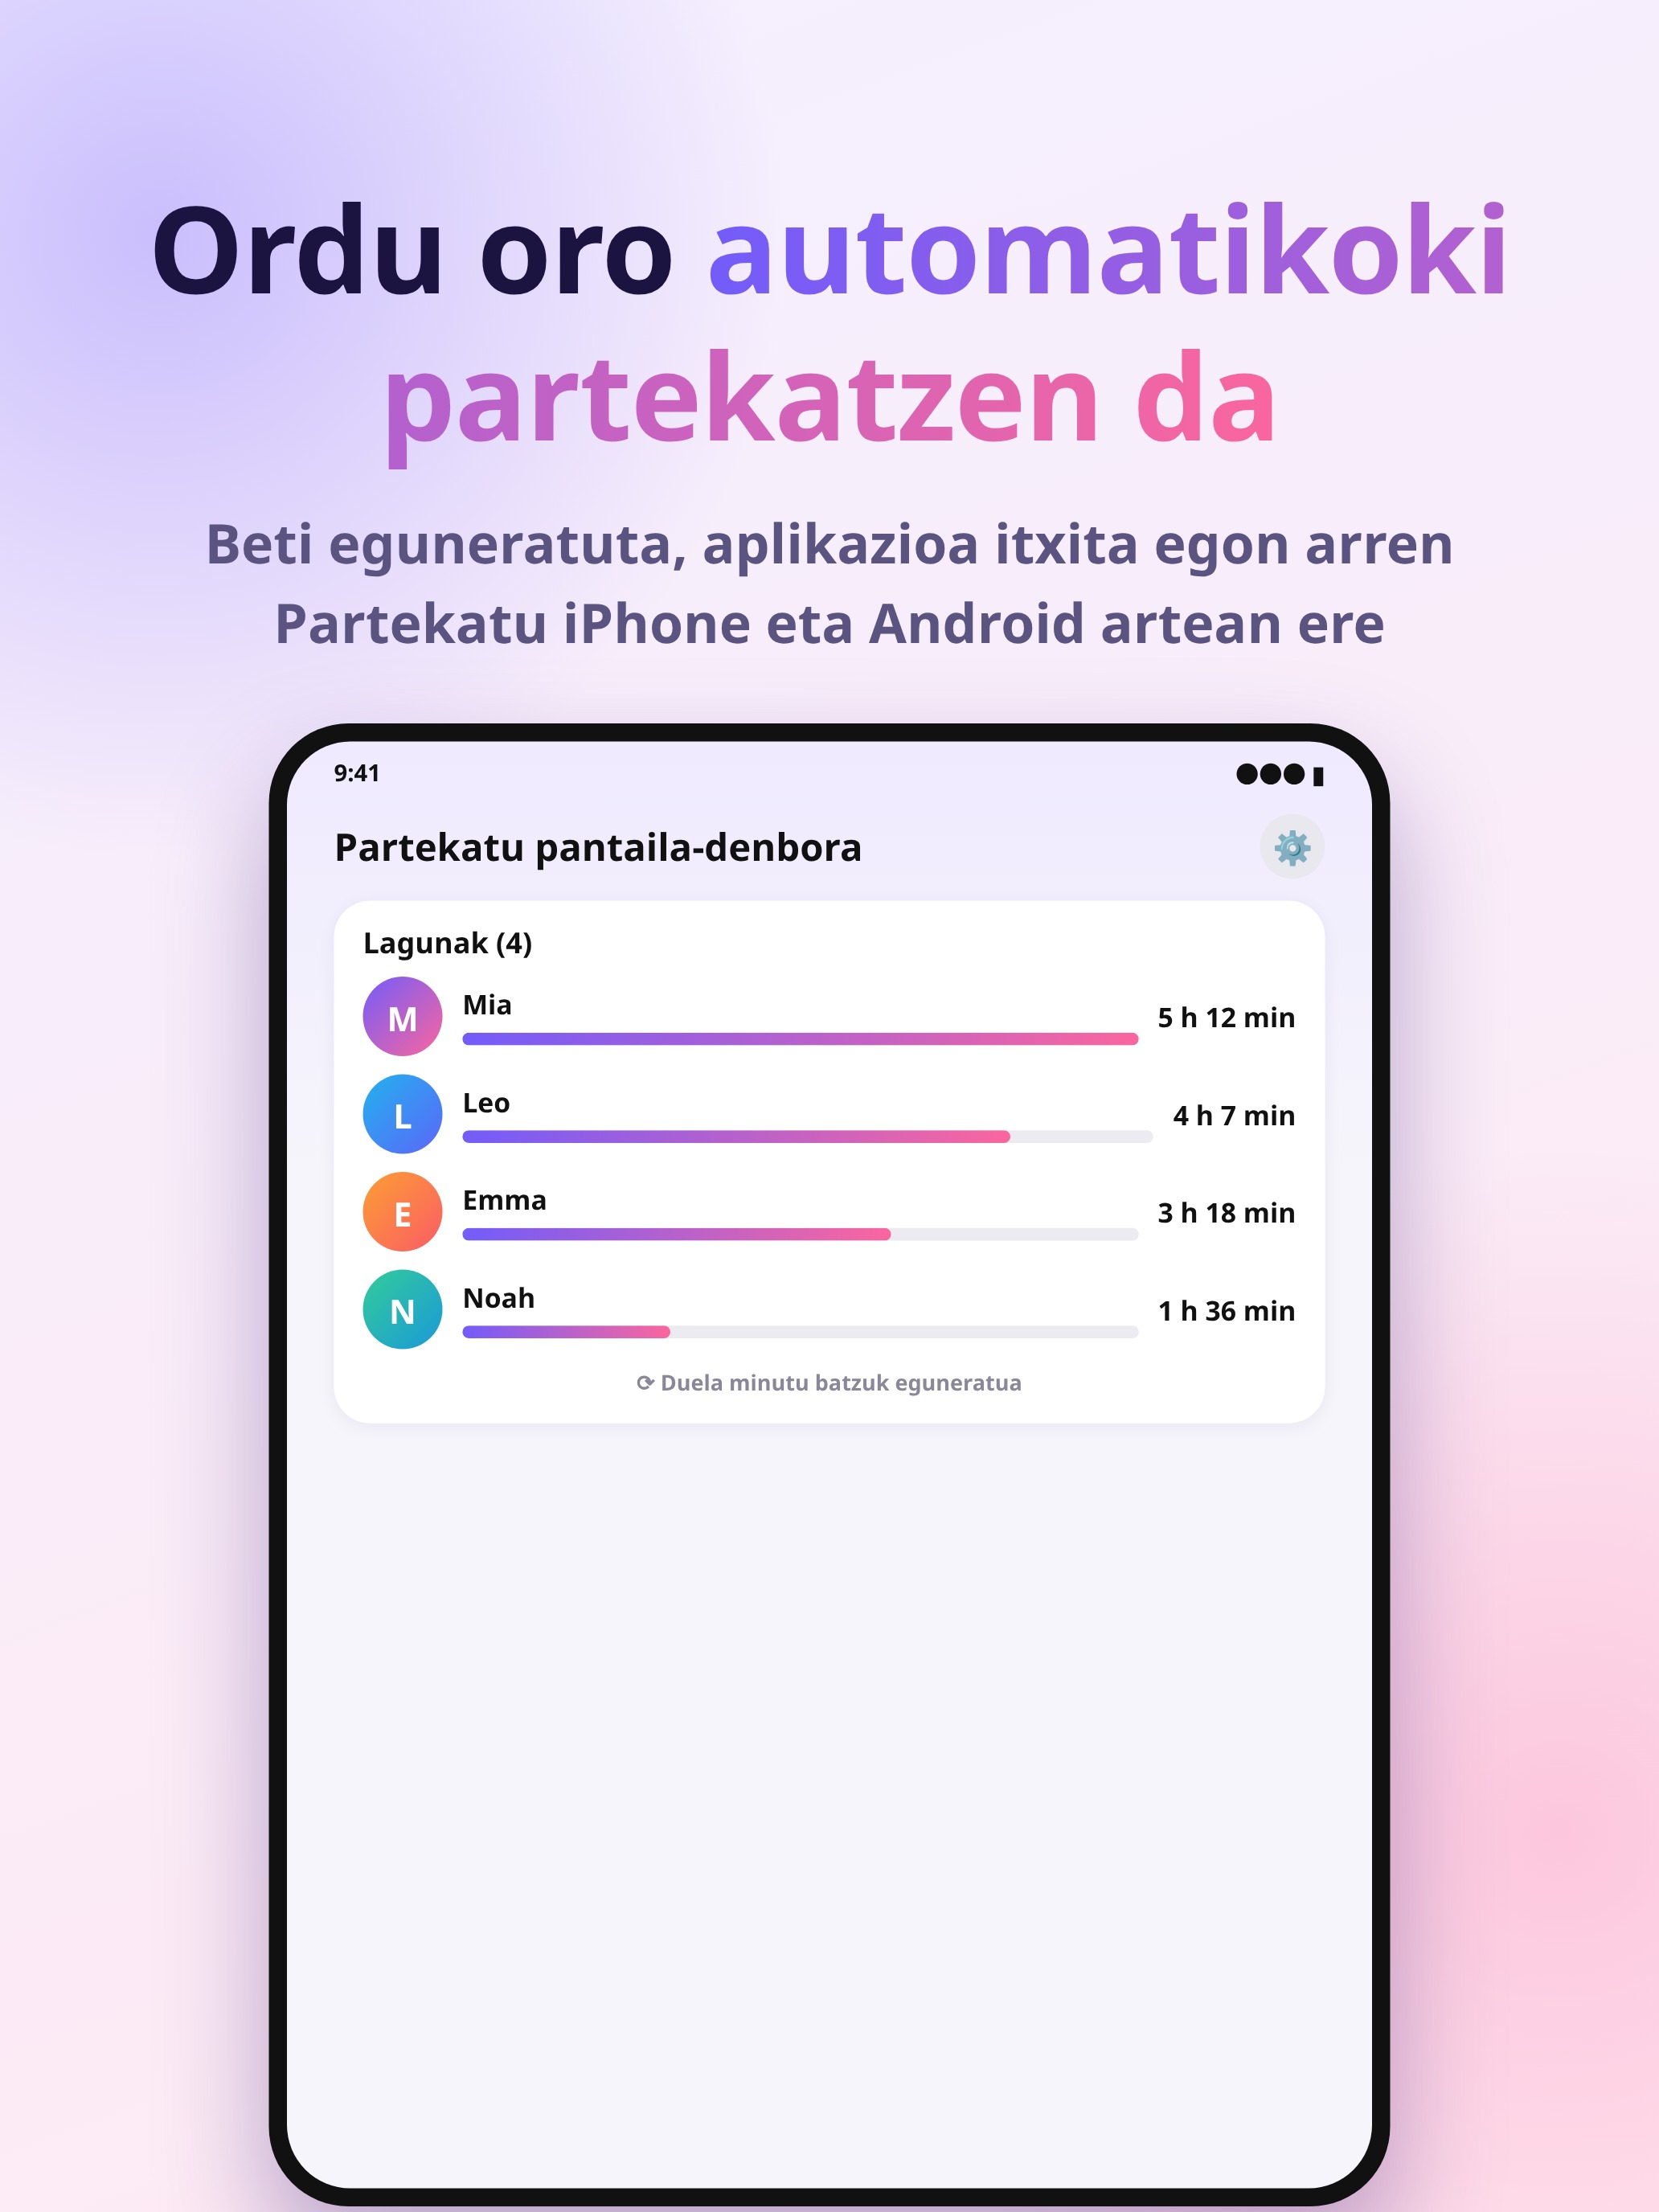 Ordu oro automatikoki
partekatzen da
Beti eguneratuta, aplikazioa itxita egon arren
Partekatu iPhone eta Android artean ere
9:41
Partekatu pantaila-denbora
Lagunak (4)
M
Mia
5 h 12 min
L
Leo
4 h 7 min
E
Emma
3 h 18 min
N
Noah
1 h 36 min
⟳ Duela minutu batzuk eguneratua